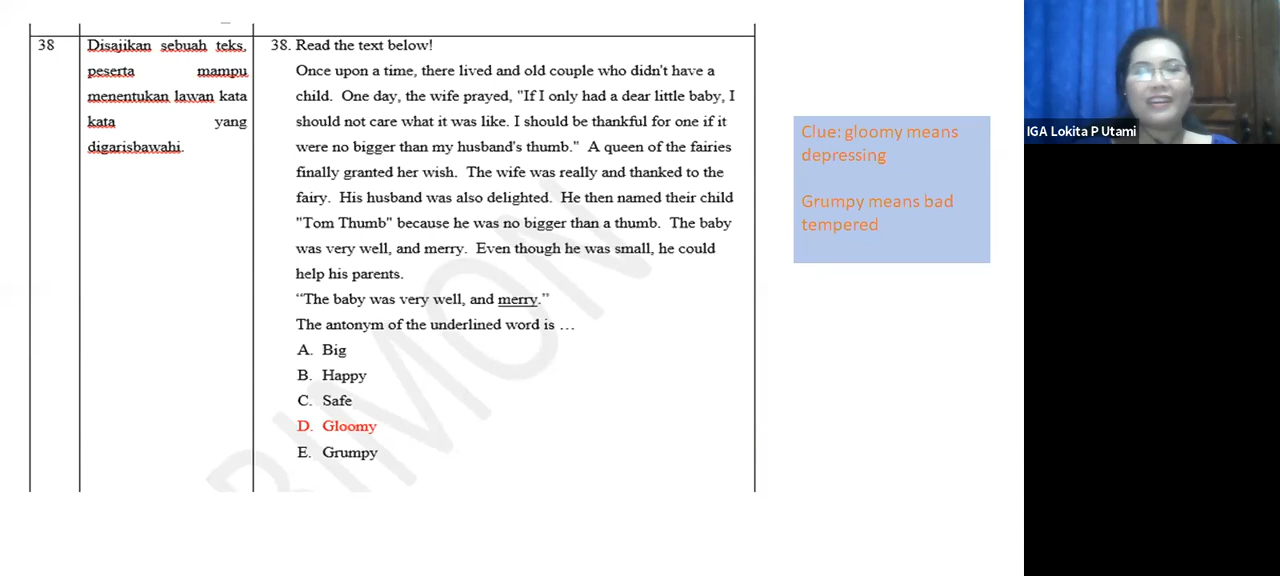 38
Disajikan sebuah teks,
peserta mampu
menentukan lawan kata
kata yang
digarisbawahi.
38. Read the text below!
Once upon a time, there lived and old couple who didn't have a
child. One day, the wife prayed, "If I only had a dear little baby, I
should not care what it was like. I should be thankful for one if it
were no bigger than my husband's thumb." A queen of the fairies
finally granted her wish. The wife was really and thanked to the
fairy. His husband was also delighted. He then named their child
"Tom Thumb" because he was no bigger than a thumb. The baby
was very well, and merry. Even though he was small, he could
help his parents.
“The baby was very well, and merry.”
The antonym of the underlined word is …
A. Big
B. Happy
C. Safe
D. Gloomy
E. Grumpy
Clue: gloomy means
depressing
Grumpy means bad
tempered
IGA Lokita P Utami